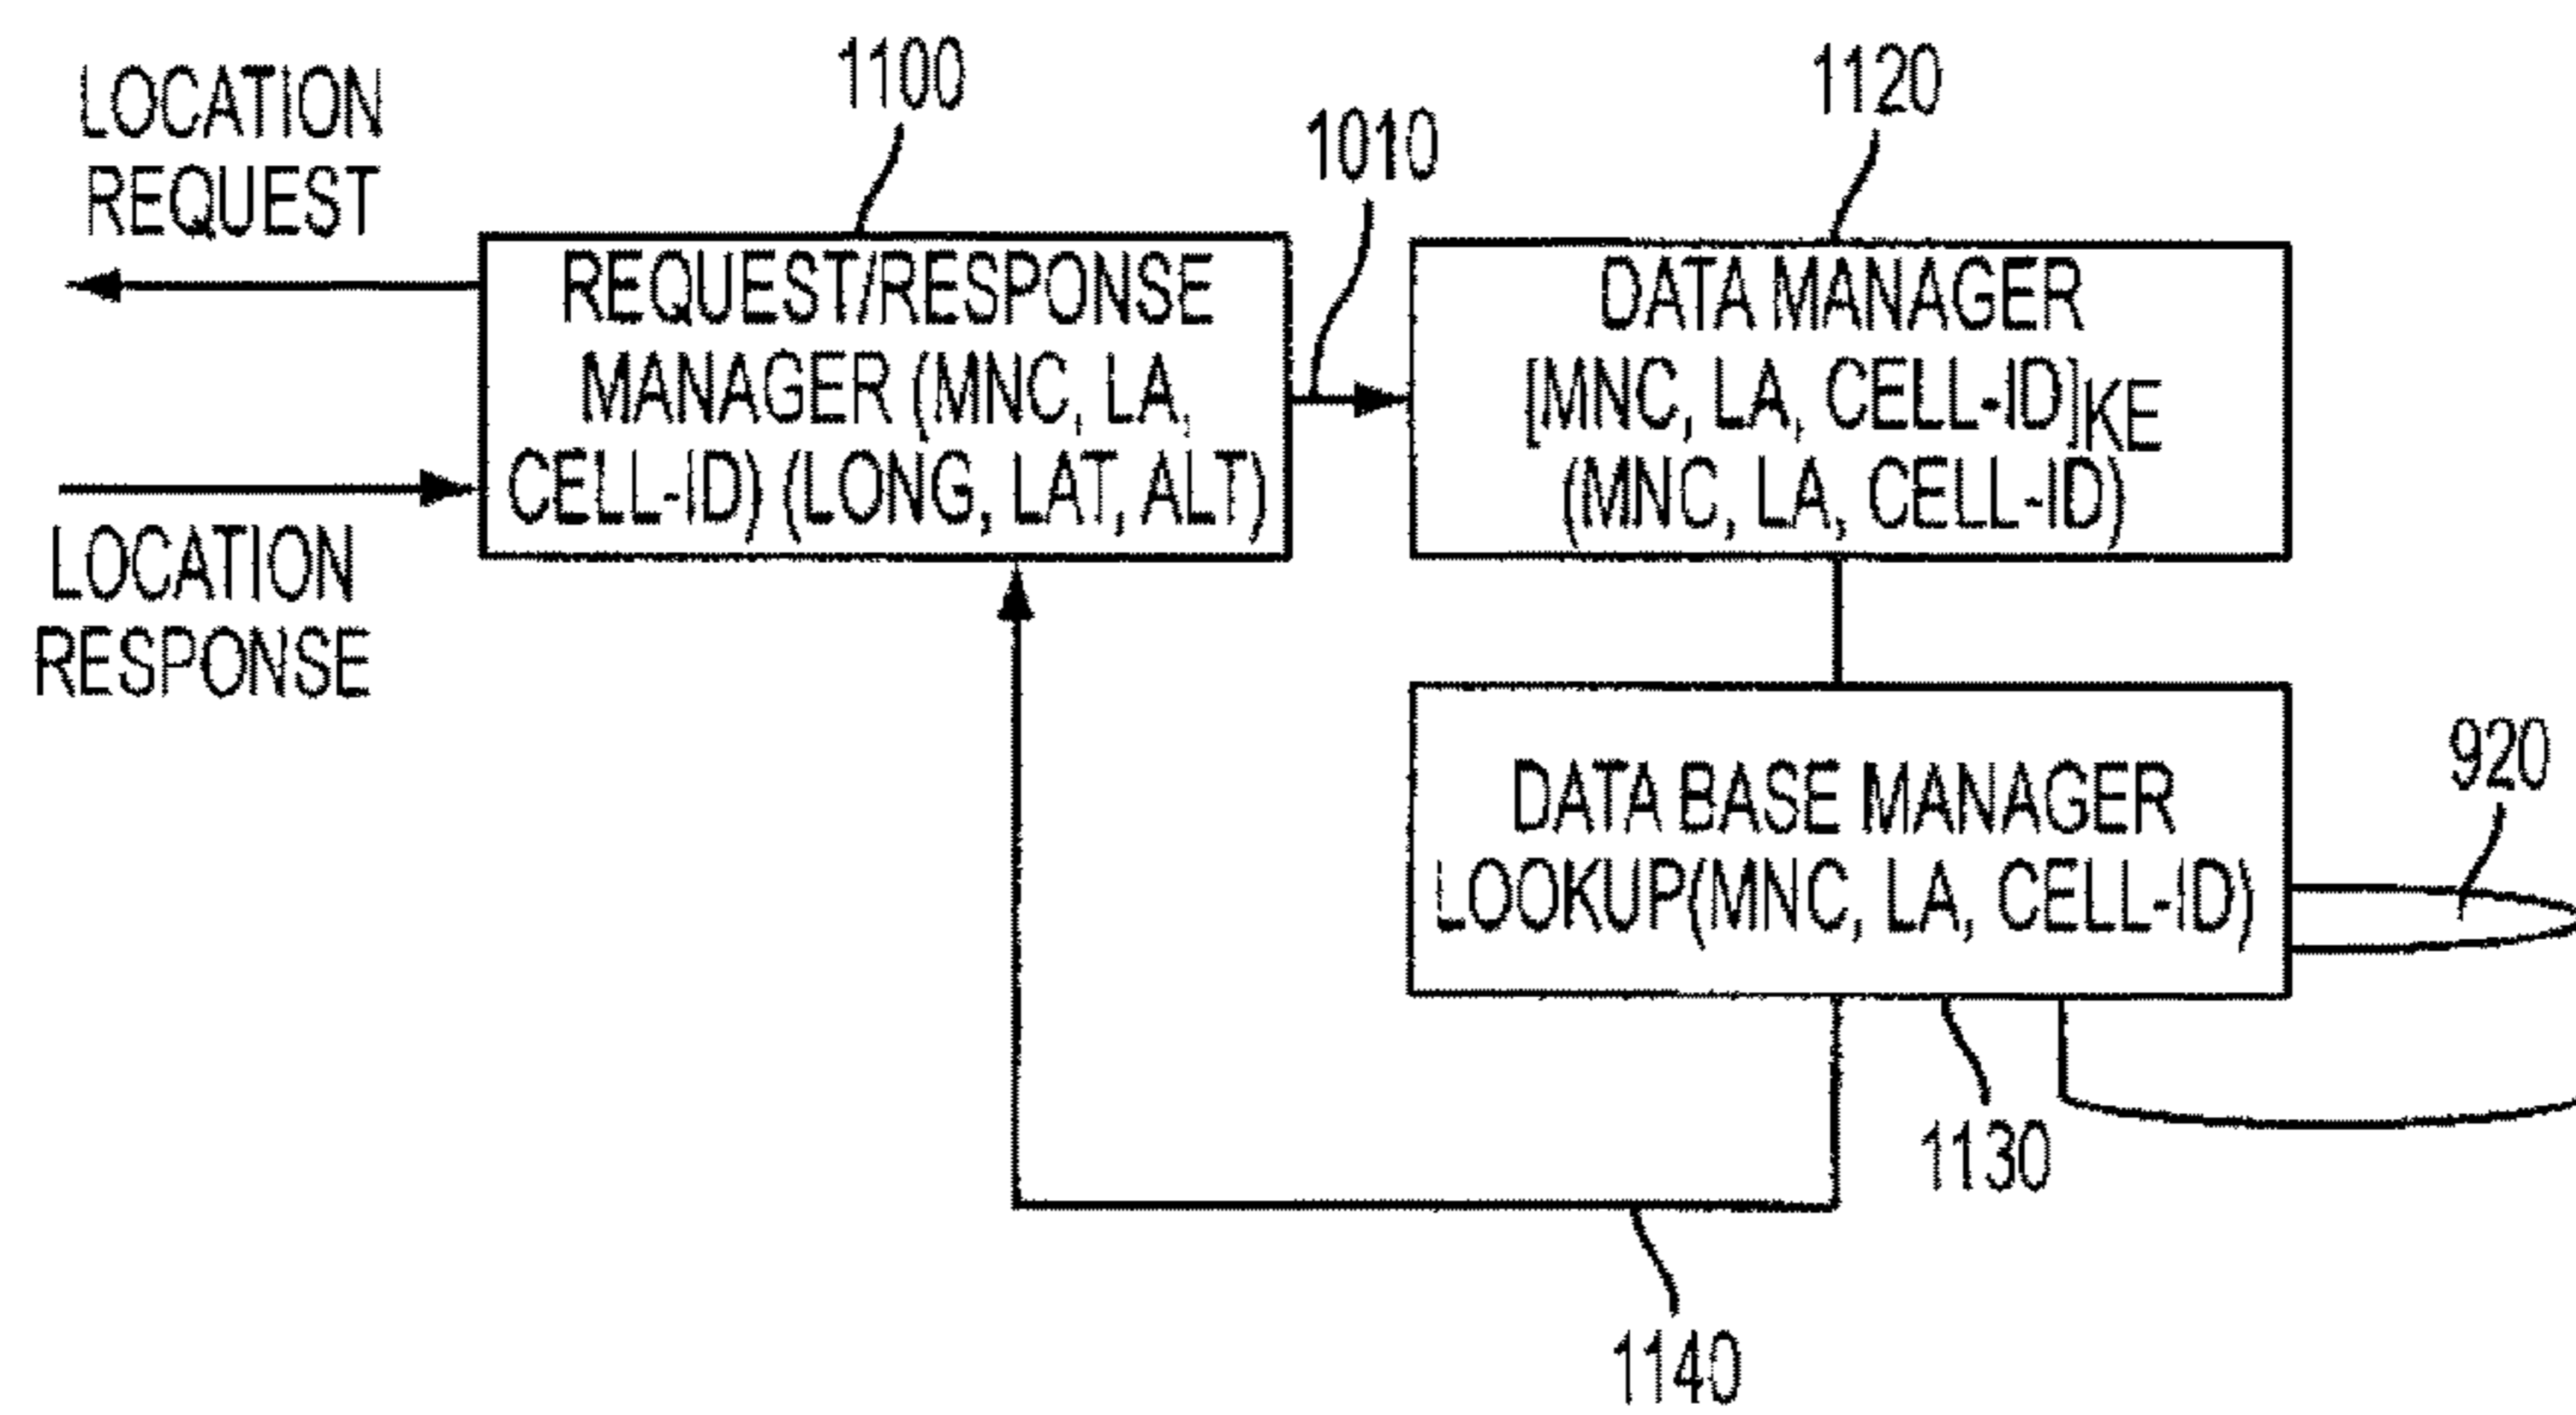 LOCATION
REQUEST
LOCATION
RESPONSE
1100
REQUEST/RESPONSE
MANAGER (MNC, LA,
CELL-ID) (LONG, LAT, ALT)
1010
1120
DATA MANAGER
[MNC, LA, CELL-ID]KE
(MNC, LA, CELL-ID)
DATA BASE MANAGER
LOOKUP(MNC, LA, CELL-ID)
920
1130
1140